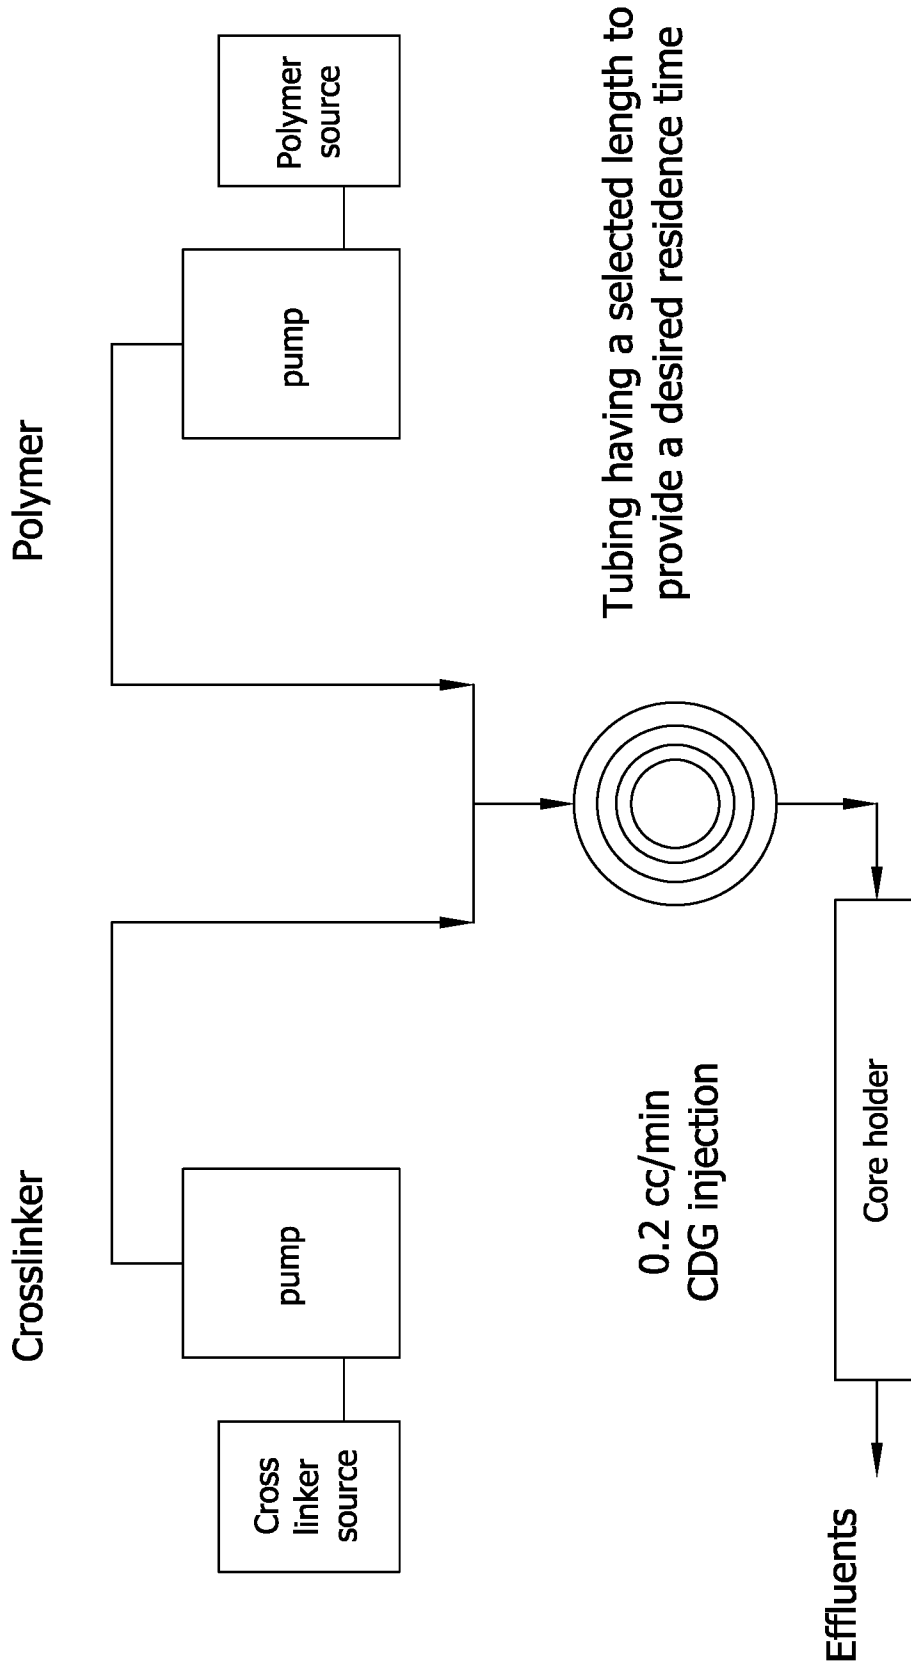 Crosslinker
Polymer
Cross
linker
source
pump
pump
Polymer
source
0.2 cc/min
CDG injection
Tubing having a selected length to
provide a desired residence time
Effluents
Core holder